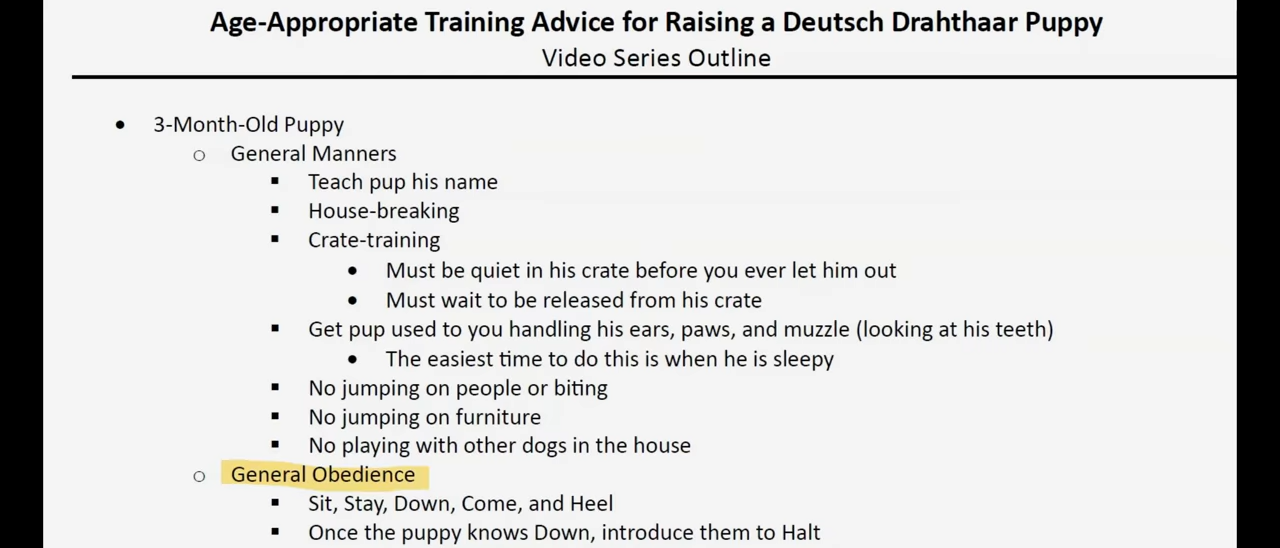 Age-Appropriate Training Advice for Raising a Deutsch Drahthaar Puppy
Video Series Outline
• 3-Month-Old Puppy
○ General Manners
▪ Teach pup his name
▪ House-breaking
▪ Crate-training
• Must be quiet in his crate before you ever let him out
• Must wait to be released from his crate
▪ Get pup used to you handling his ears, paws, and muzzle (looking at his teeth)
• The easiest time to do this is when he is sleepy
▪ No jumping on people or biting
▪ No jumping on furniture
▪ No playing with other dogs in the house
○ General Obedience
▪ Sit, Stay, Down, Come, and Heel
▪ Once the puppy knows Down, introduce them to Halt